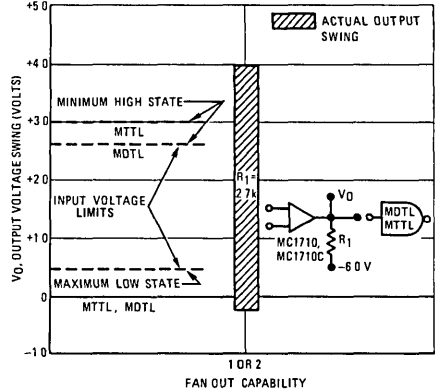 +5 0
ACTUAL OUTPUT
SWING
+4 0
MINIMUM HIGH STATE
+3 0
MTTL
MDTL
R1 =
2 7k
+2 0
INPUT VOLTAGE
LIMITS
VO
MDTL
MTTL
R1
MC1710,
MC1710C
-6 0 V
+1 0
MAXIMUM LOW STATE
0
MTTL, MDTL
-1 0
1 OR 2
FAN OUT CAPABILITY
VO, OUTPUT VOLTAGE SWING (VOLTS)